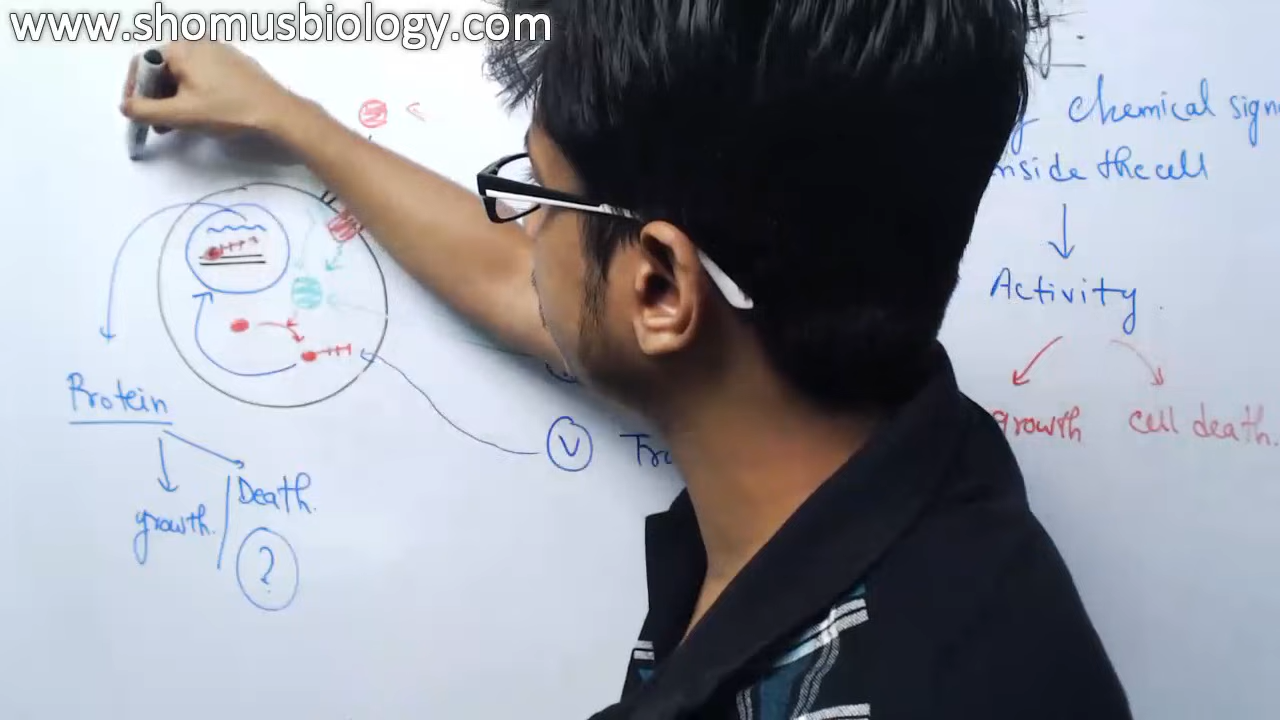 www.shomusbiology.com
chemical sign
inside the cell
Activity.
growth
cell death.
Protein
growth.
Death.
?
V